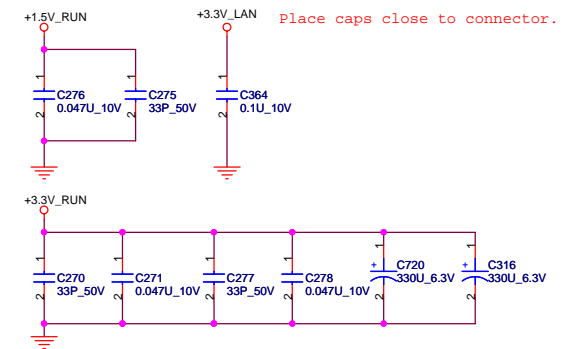 +1.5V_RUN
+3.3V_LAN
Place caps close to connector.
1
1
1
C276
C275
C364
0.047U_10V
33P_50V
0.1U_10V
2
2
2
+3.3V_RUN
1
1
1
1
1
1
+
+
C270
C271
C277
C278
C720
C316
33P_50V
0.047U_10V
33P_50V
0.047U_10V
330U_6.3V
330U_6.3V
2
2
2
2
2
2